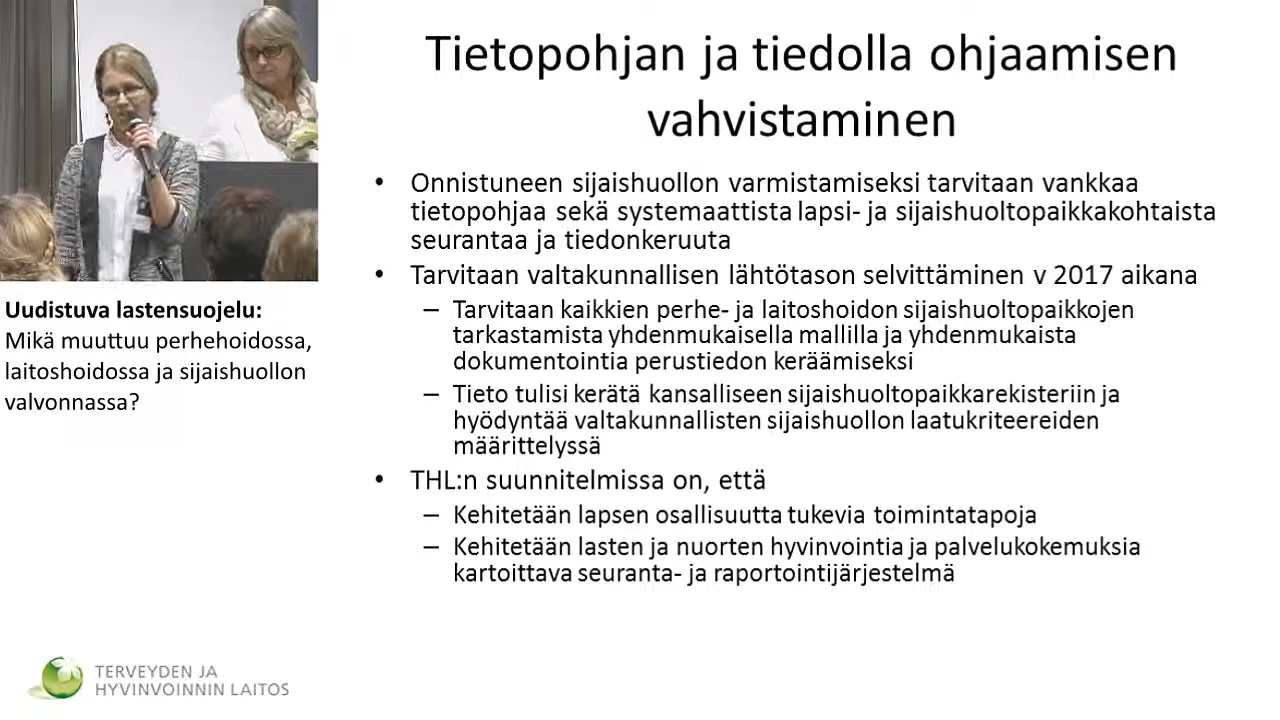 Tietopohjan ja tiedolla ohjaamisen
vahvistaminen
• Onnistuneen sijaishuollon varmistamiseksi tarvitaan vankkaa
tietopohjaa sekä systemaattista lapsi- ja sijaishuoltopaikkakohtaista
seurantaa ja tiedonkeruuta
• Tarvitaan valtakunnallisen lähtötason selvittäminen v 2017 aikana
– Tarvitaan kaikkien perhe- ja laitoshoidon sijaishuoltopaikkojen
tarkastamista yhdenmukaisella mallilla ja yhdenmukaista
dokumentointia perustiedon keräämiseksi
– Tieto tulisi kerätä kansalliseen sijaishuoltopaikkarekisteriin ja
hyödyntää valtakunnallisten sijaishuollon laatukriteereiden
määrittelyssä
• THL:n suunnitelmissa on, että
– Kehitetään lapsen osallisuutta tukevia toimintatapoja
– Kehitetään lasten ja nuorten hyvinvointia ja palvelukokemuksia
kartoittava seuranta- ja raportointijärjestelmä
Uudistuva lastensuojelu:
Mikä muuttuu perhehoidossa,
laitoshoidossa ja sijaishuollon
valvonnassa?
TERVEYDEN JA
HYVINVOINNIN LAITOS